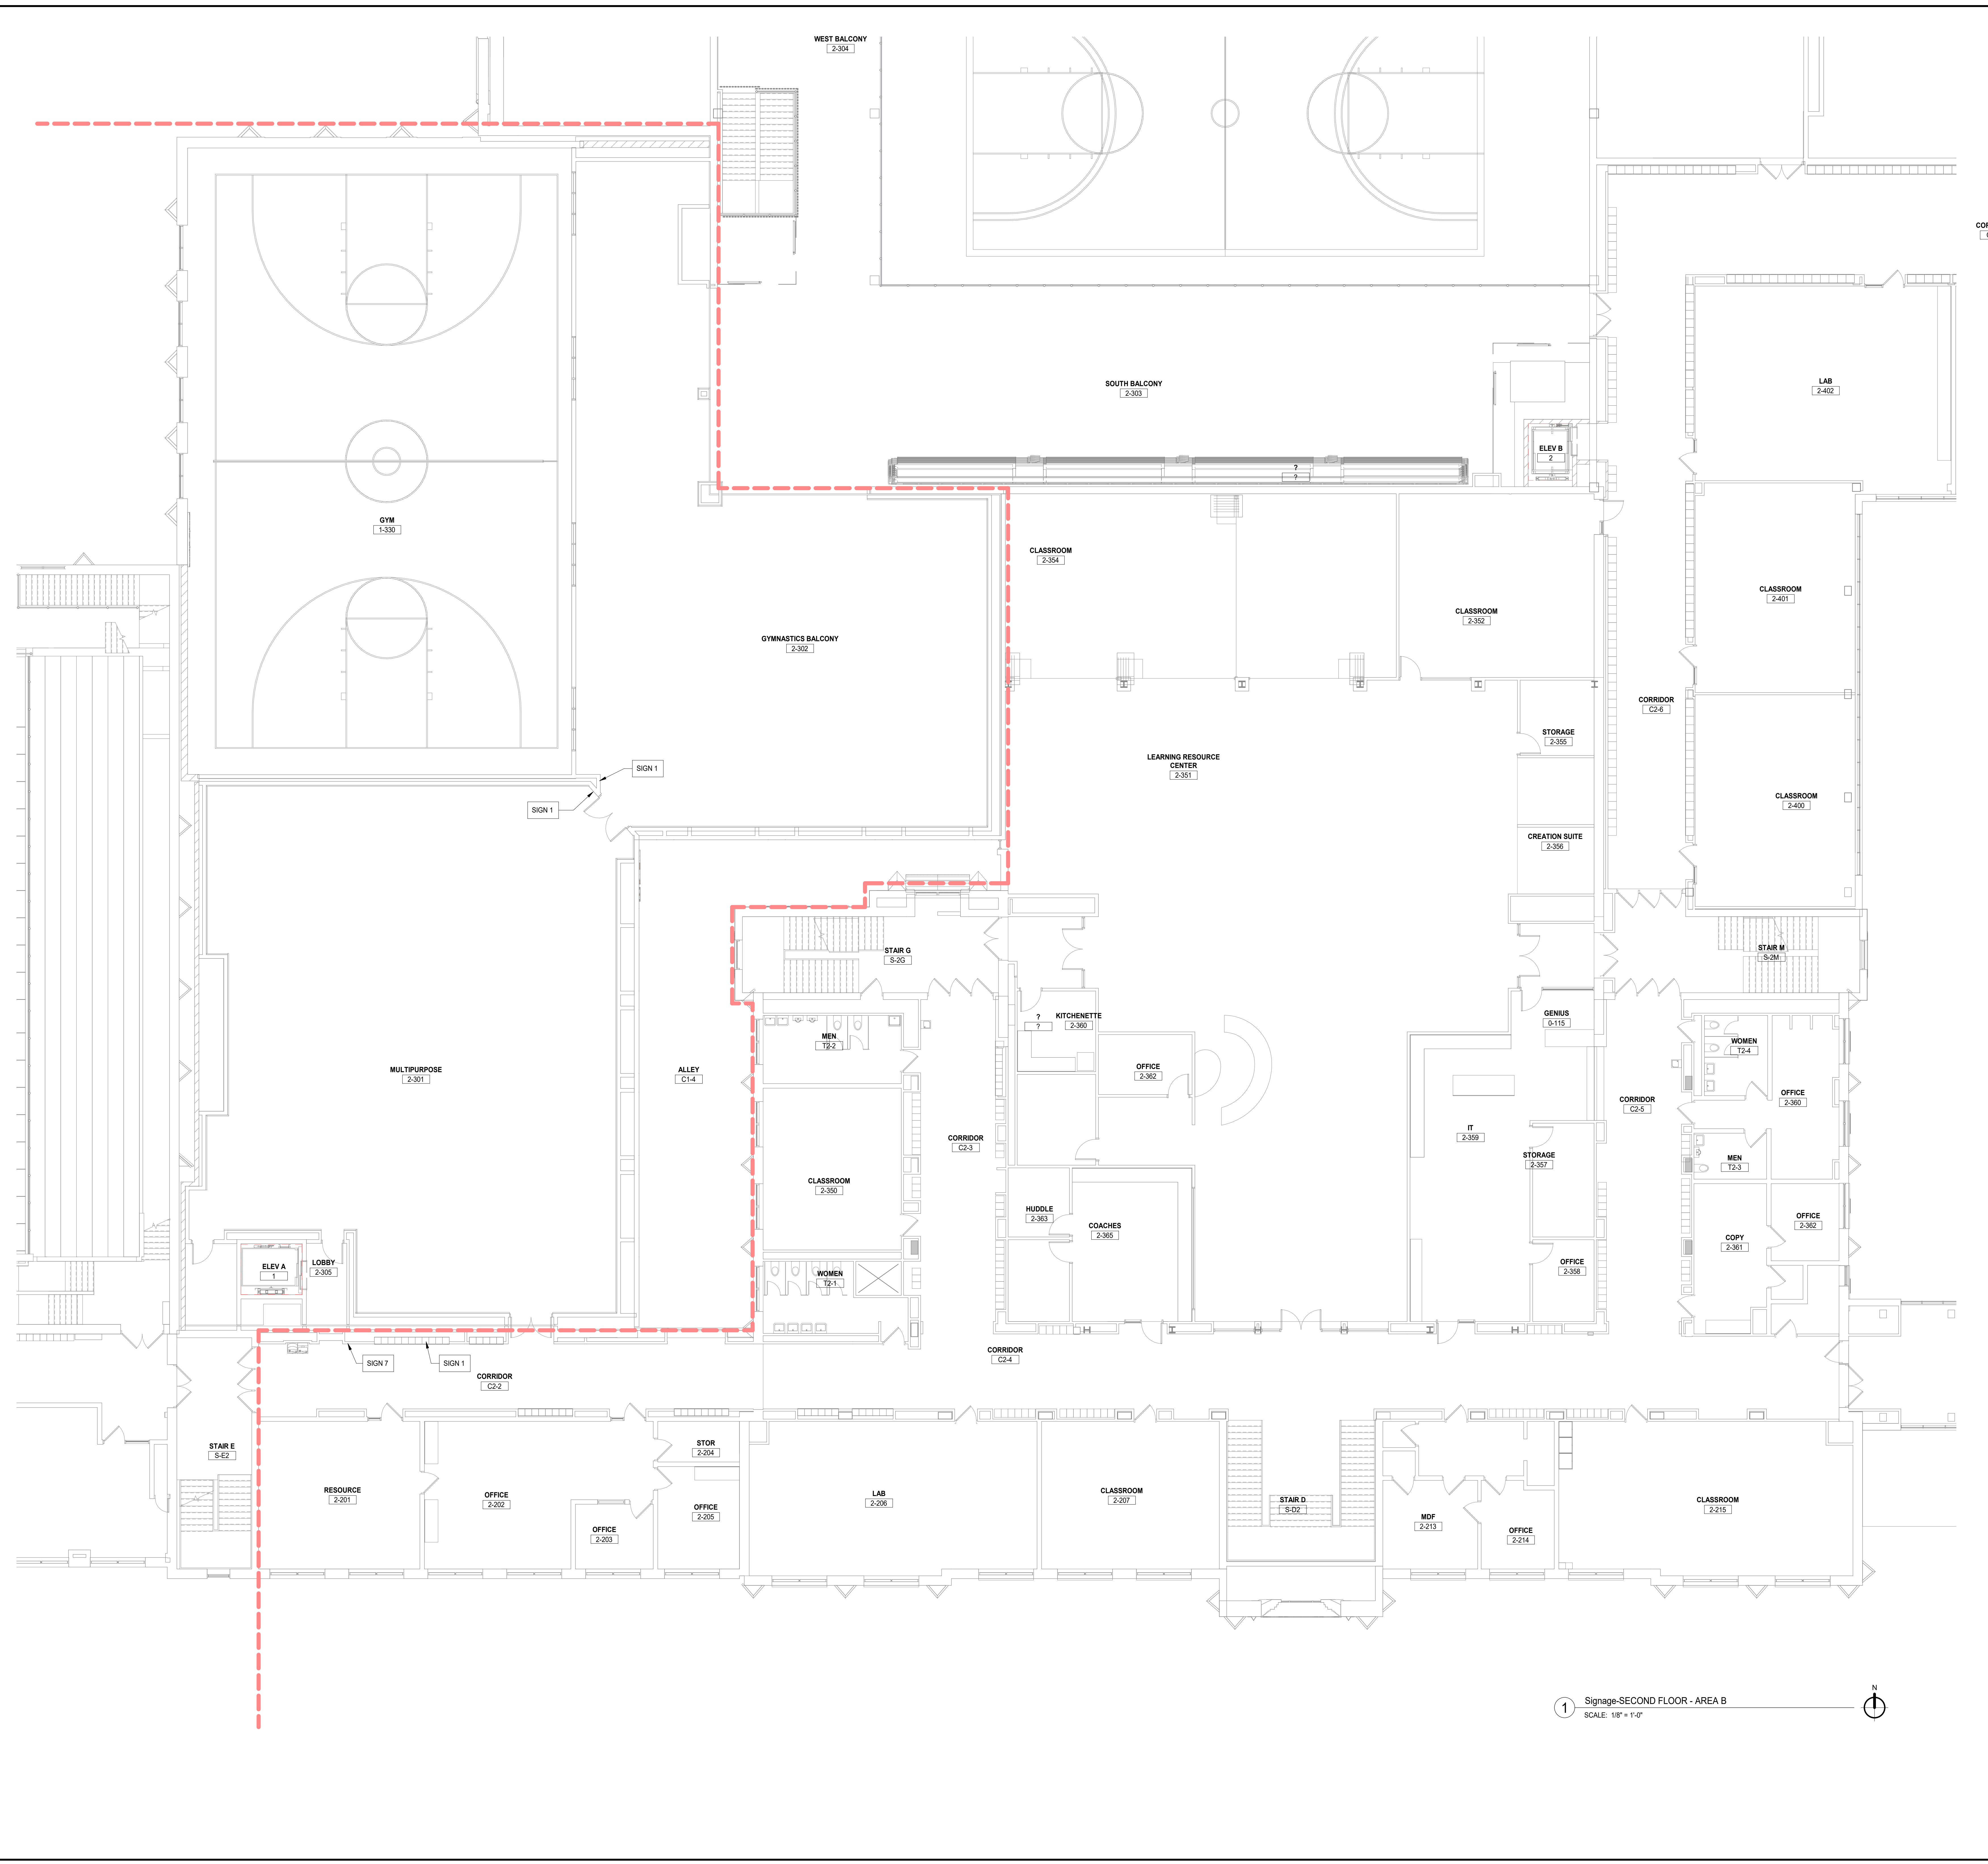 WEST BALCONY
2-304
SOUTH BALCONY
2-303
LAB
2-402
ELEV B
2
?
?
GYM
1-330
CLASSROOM
2-354
CLASSROOM
2-352
CLASSROOM
2-401
GYMNASTICS BALCONY
2-302
CORRIDOR
C2-6
STORAGE
2-355
LEARNING RESOURCE
CENTER
2-351
SIGN 1
SIGN 1
CLASSROOM
2-400
CREATION SUITE
2-356
STAIR G
S-2G
STAIR M
S-2M
?
?
KITCHENETTE
2-360
GENIUS
0-115
MEN
T2-2
WOMEN
T2-4
MULTIPURPOSE
2-301
ALLEY
C1-4
OFFICE
2-362
OFFICE
2-360
CORRIDOR
C2-5
IT
2-359
CORRIDOR
C2-3
STORAGE
2-357
MEN
T2-3
CLASSROOM
2-350
HUDDLE
2-363
COACHES
2-365
OFFICE
2-362
COPY
2-361
ELEV A
1
LOBBY
2-305
WOMEN
T2-1
OFFICE
2-358
SIGN 7
SIGN 1
CORRIDOR
C2-2
CORRIDOR
C2-4
STAIR E
S-E2
STOR
2-204
RESOURCE
2-201
OFFICE
2-202
OFFICE
2-205
OFFICE
2-203
LAB
2-206
CLASSROOM
2-207
STAIR D
S-D2
MDF
2-213
OFFICE
2-214
CLASSROOM
2-215
1
Signage-SECOND FLOOR - AREA B
SCALE: 1/8" = 1'-0"
N